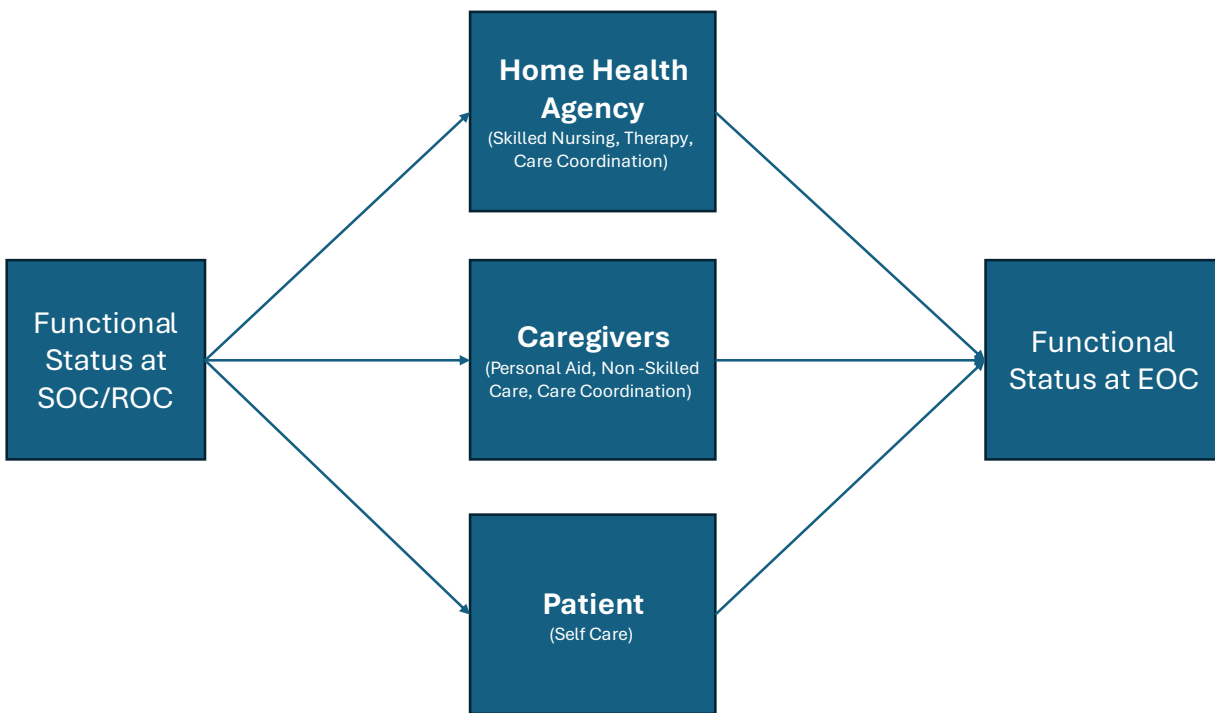 Home Health
Agency
(Skilled Nursing, Therapy,
Care Coordination)
Functional
Status at
SOC/ROC
Caregivers
(Personal Aid, Non -Skilled
Care, Care Coordination)
Functional
Status at EOC
Patient
(Self Care)